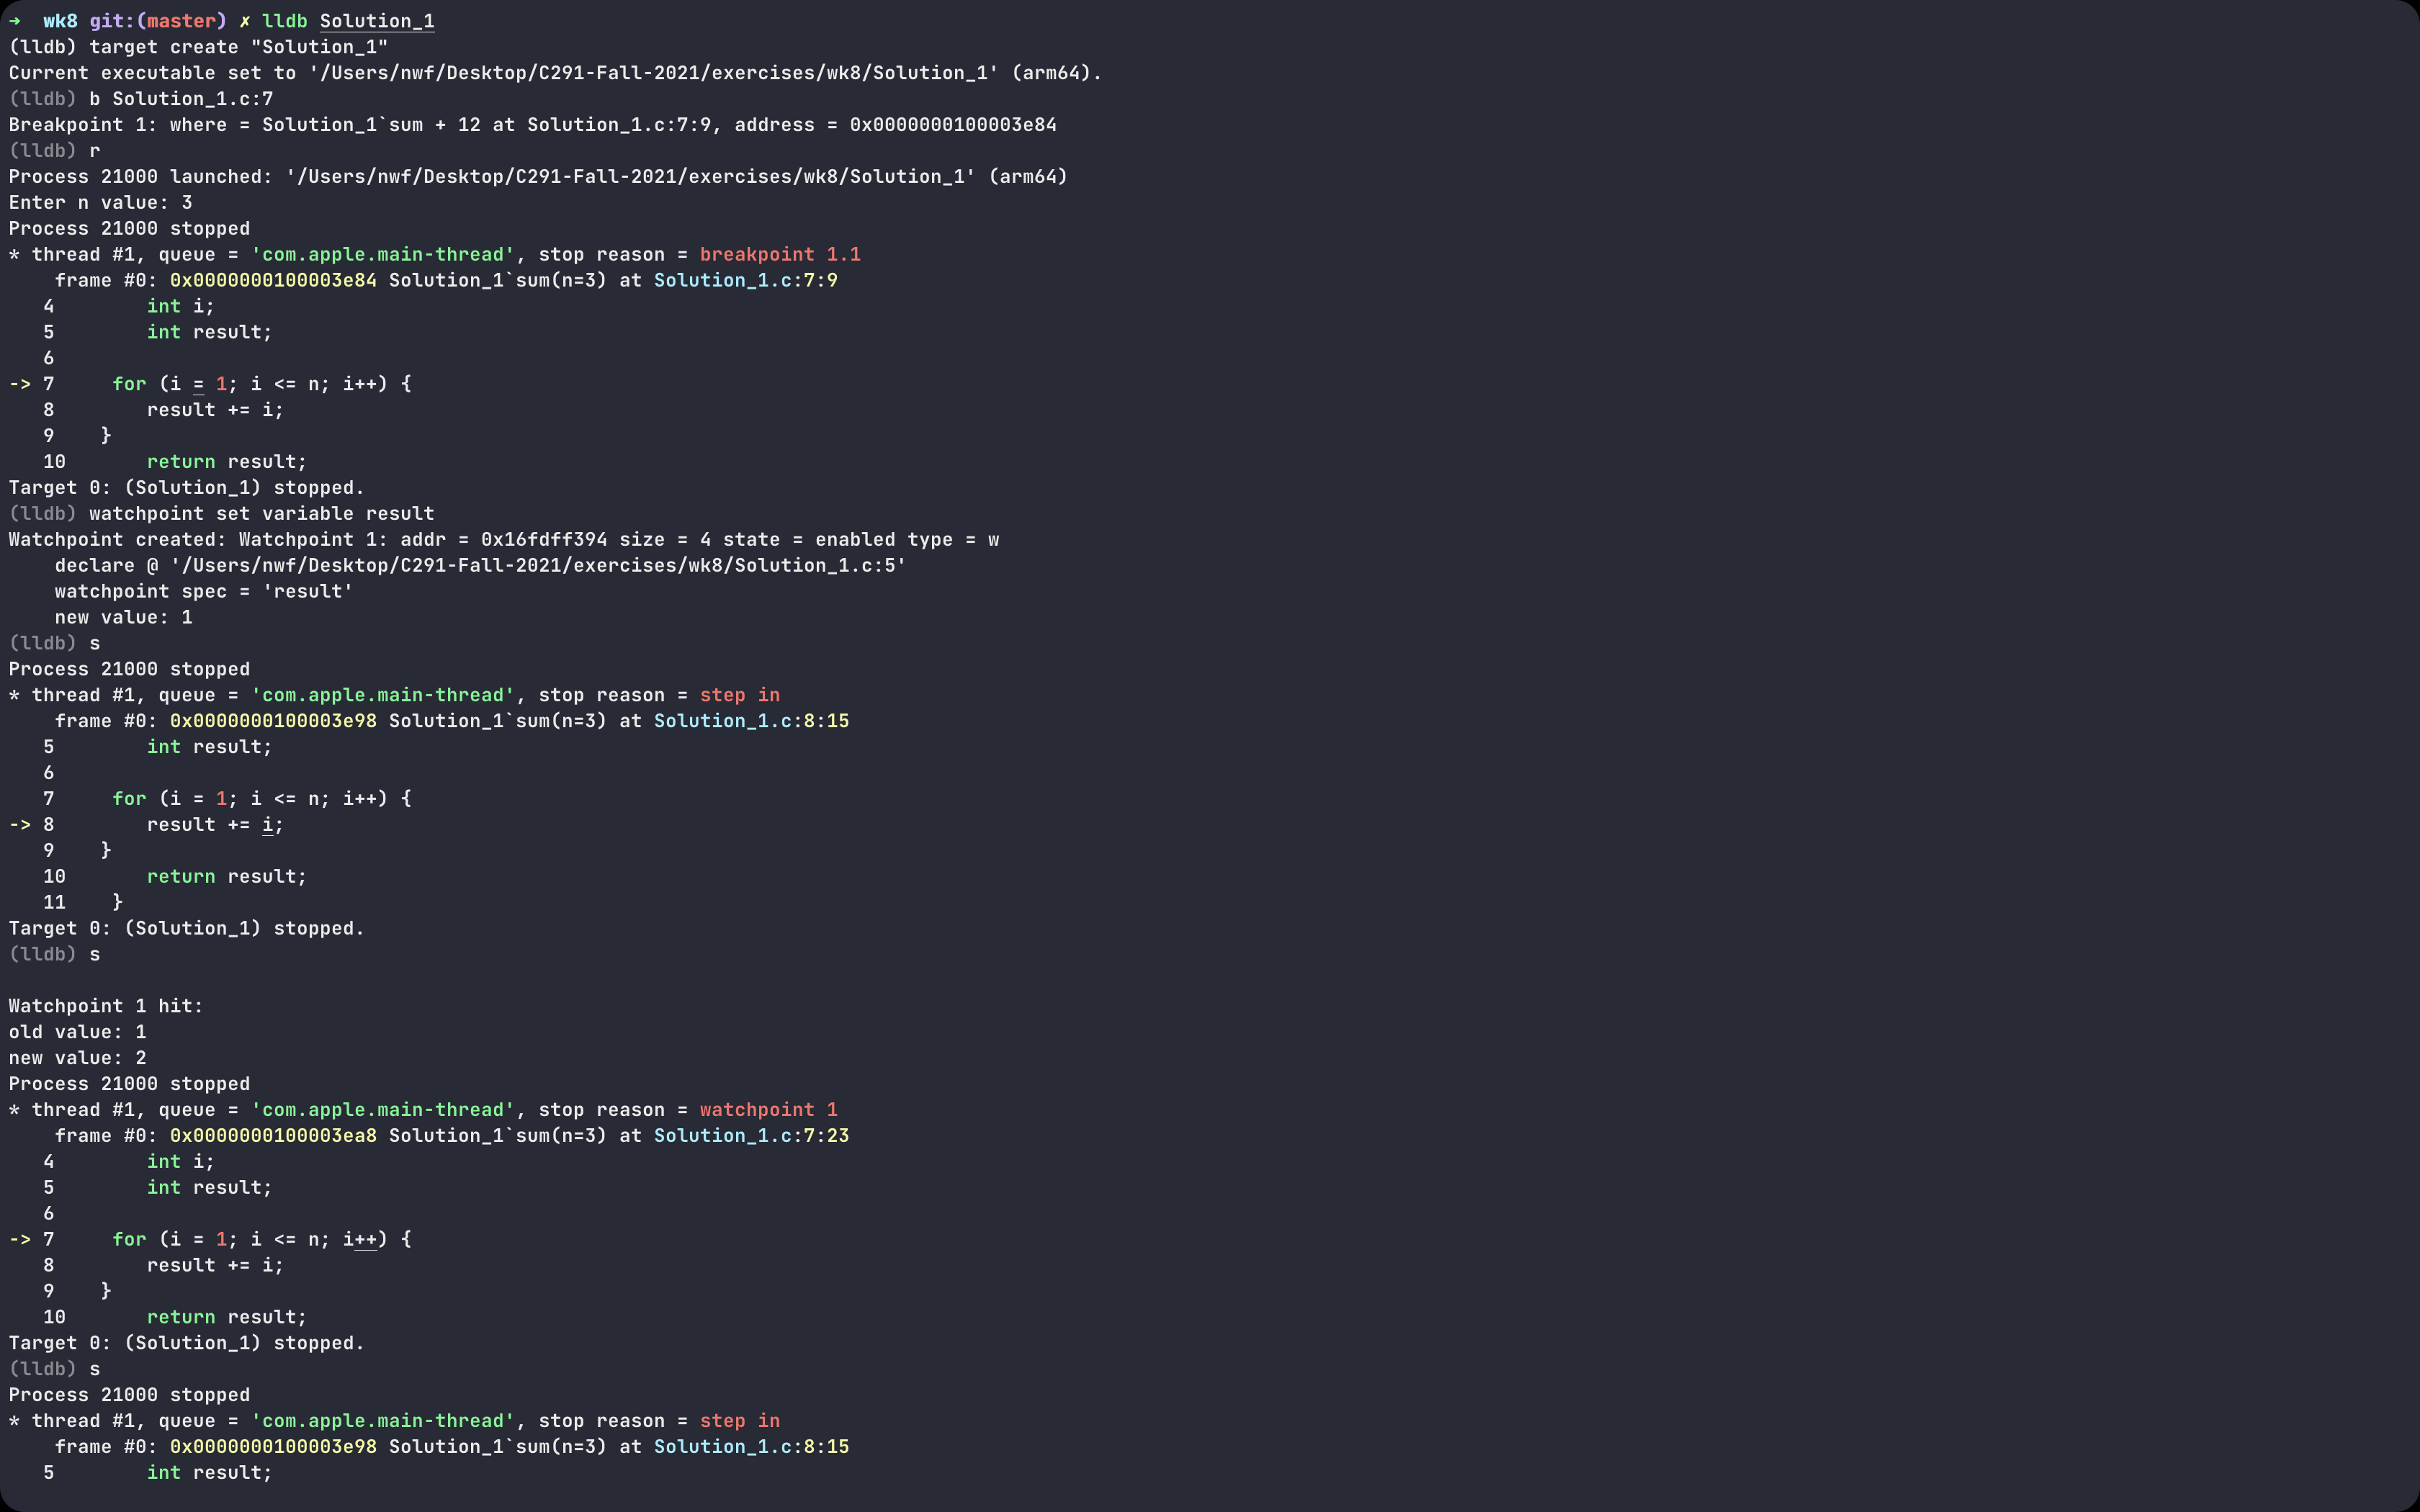 ➜  wk8 git:(master) ✗ lldb Solution_1
(lldb) target create "Solution_1"
Current executable set to '/Users/nwf/Desktop/C291-Fall-2021/exercises/wk8/Solution_1' (arm64).
(lldb) b Solution_1.c:7
Breakpoint 1: where = Solution_1`sum + 12 at Solution_1.c:7:9, address = 0x0000000100003e84
(lldb) r
Process 21000 launched: '/Users/nwf/Desktop/C291-Fall-2021/exercises/wk8/Solution_1' (arm64)
Enter n value: 3
Process 21000 stopped
* thread #1, queue = 'com.apple.main-thread', stop reason = breakpoint 1.1
    frame #0: 0x0000000100003e84 Solution_1`sum(n=3) at Solution_1.c:7:9
   4        int i;
   5        int result;
   6
-> 7     for (i = 1; i <= n; i++) {
   8        result += i;
   9    }
   10       return result;
Target 0: (Solution_1) stopped.
(lldb) watchpoint set variable result
Watchpoint created: Watchpoint 1: addr = 0x16fdff394 size = 4 state = enabled type = w
    declare @ '/Users/nwf/Desktop/C291-Fall-2021/exercises/wk8/Solution_1.c:5'
    watchpoint spec = 'result'
    new value: 1
(lldb) s
Process 21000 stopped
* thread #1, queue = 'com.apple.main-thread', stop reason = step in
    frame #0: 0x0000000100003e98 Solution_1`sum(n=3) at Solution_1.c:8:15
   5        int result;
   6
   7     for (i = 1; i <= n; i++) {
-> 8        result += i;
   9    }
   10       return result;
   11    }
Target 0: (Solution_1) stopped.
(lldb) s

Watchpoint 1 hit:
old value: 1
new value: 2
Process 21000 stopped
* thread #1, queue = 'com.apple.main-thread', stop reason = watchpoint 1
    frame #0: 0x0000000100003ea8 Solution_1`sum(n=3) at Solution_1.c:7:23
   4        int i;
   5        int result;
   6
-> 7     for (i = 1; i <= n; i++) {
   8        result += i;
   9    }
   10       return result;
Target 0: (Solution_1) stopped.
(lldb) s
Process 21000 stopped
* thread #1, queue = 'com.apple.main-thread', stop reason = step in
    frame #0: 0x0000000100003e98 Solution_1`sum(n=3) at Solution_1.c:8:15
   5        int result;